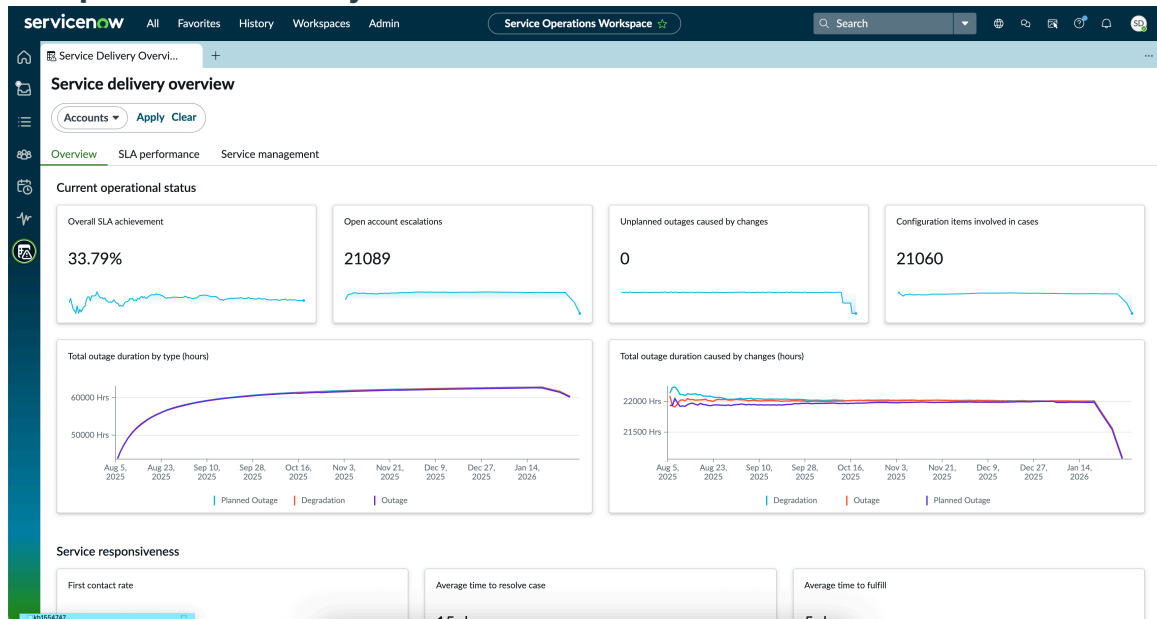 servicenow All Favorites History Workspaces Admin Service Operations Workspace Search SD
Service Delivery Overvi...
Service delivery overview
Accounts Apply Clear
Overview SLA performance Service management
Current operational status
Overall SLA achievement
33.79%
Open account escalations
21089
Unplanned outages caused by changes
0
Configuration items involved in cases
21060
Total outage duration by type (hours)
60000 Hrs
50000 Hrs
Aug 5, Aug 23, Sep 10, Sep 28, Oct 16, Nov 3, Nov 21, Dec 9, Dec 27, Jan 14,
2025 2025 2025 2025 2025 2025 2025 2025 2025 2026
Planned Outage Degradation Outage
Total outage duration caused by changes (hours)
22000 Hrs
21500 Hrs
Aug 5, Aug 23, Sep 10, Sep 28, Oct 16, Nov 3, Nov 21, Dec 9, Dec 27, Jan 14,
2025 2025 2025 2025 2025 2025 2025 2025 2025 2026
Degradation Outage Planned Outage
Service responsiveness
First contact rate
Average time to resolve case
Average time to fulfill
kb1554747